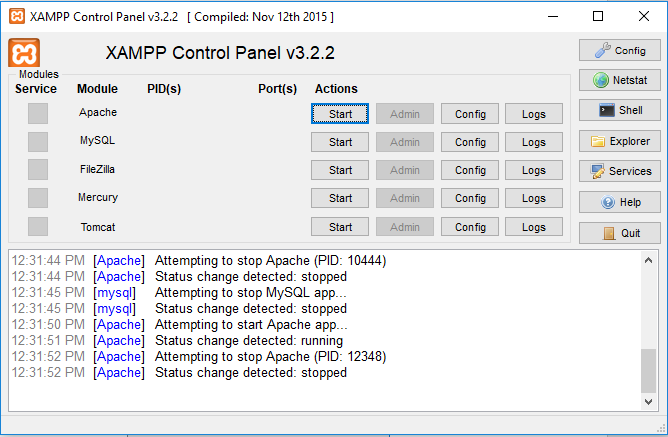 XAMPP Control Panel v3.2.2 [ Compiled: Nov 12th 2015 ]
XAMPP Control Panel v3.2.2
Config
Modules
Service Module PID(s) Port(s) Actions
Netstat
Apache Start Admin Config Logs
Shell
MySQL Start Admin Config Logs
Explorer
FileZilla Start Admin Config Logs
Services
Mercury Start Admin Config Logs
Help
Tomcat Start Admin Config Logs
Quit
12:31:44 PM [Apache] Attempting to stop Apache (PID: 10444)
12:31:44 PM [Apache] Status change detected: stopped
12:31:45 PM [mysql] Attempting to stop MySQL app...
12:31:45 PM [mysql] Status change detected: stopped
12:31:50 PM [Apache] Attempting to start Apache app...
12:31:51 PM [Apache] Status change detected: running
12:31:52 PM [Apache] Attempting to stop Apache (PID: 12348)
12:31:52 PM [Apache] Status change detected: stopped